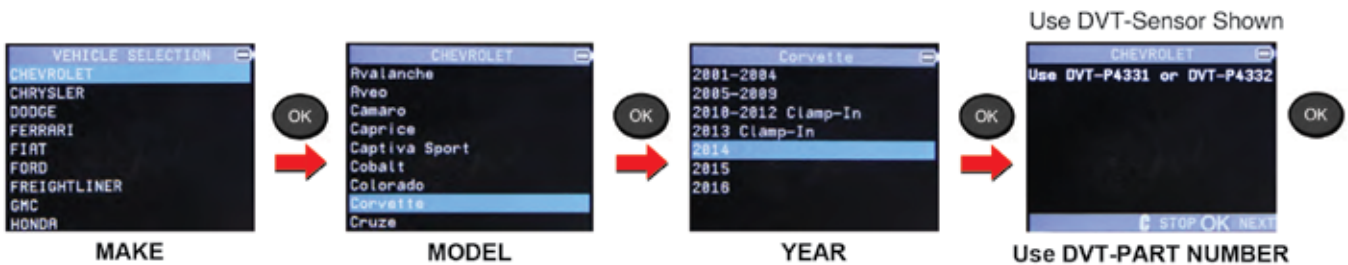 Use DVT-Sensor Shown
VEHICLE SELECTION
CHEVROLET
CHRYSLER
DODGE
FERRARI
FIAT
FORD
FREIGHTLINER
GMC
HONDA
OK
MAKE
CHEVROLET
Avalanche
Aveo
Camaro
Caprice
Captiva Sport
Cobalt
Colorado
Corvette
Cruze
OK
MODEL
Corvette
2001-2004
2005-2009
2010-2012 Clamp-In
2013 Clamp-In
2014
2015
2016
OK
YEAR
CHEVROLET
Use DVT-P4331 or DVT-P4332
C STOP OK NEXT
OK
Use DVT-PART NUMBER